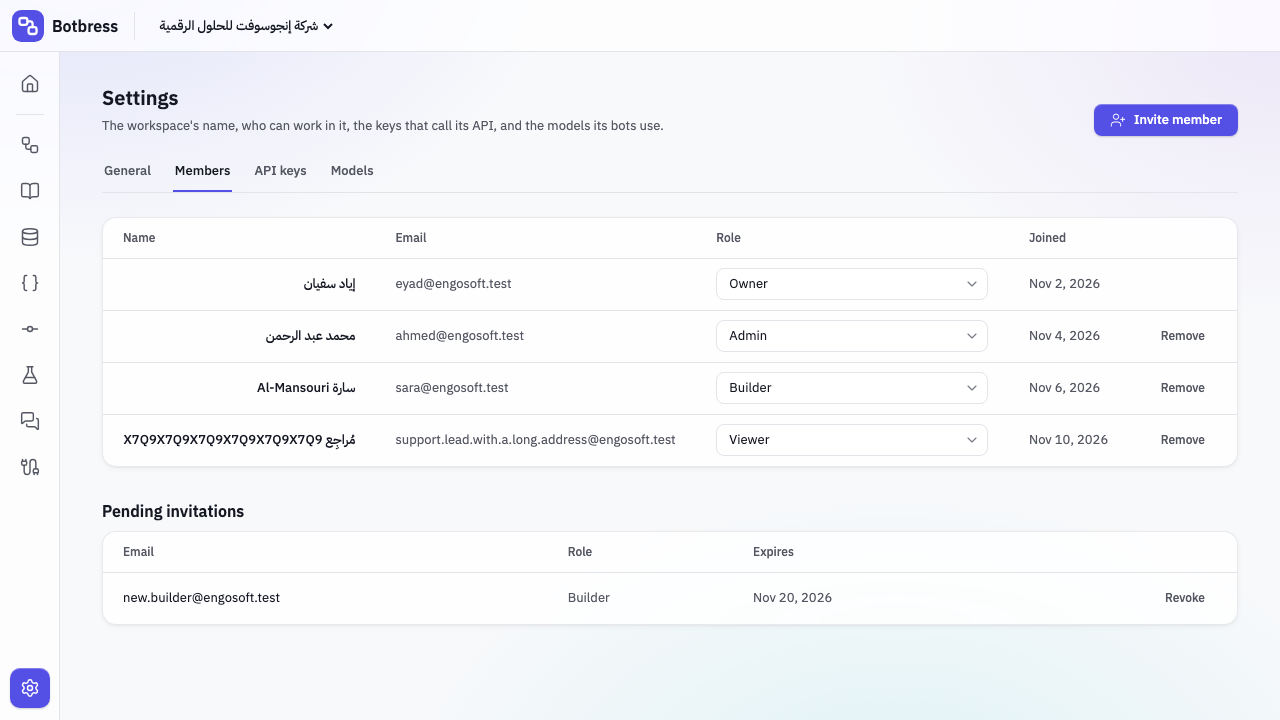 Botbress
شركة إنجوسوفت للحلول الرقمية
Settings
The workspace's name, who can work in it, the keys that call its API, and the models its bots use.
Invite member
General Members API keys Models
Name Email Role Joined
إياد سفيان eyad@engosoft.test Owner Nov 2, 2026
محمد عبد الرحمن ahmed@engosoft.test Admin Nov 4, 2026 Remove
سارة Al-Mansouri sara@engosoft.test Builder Nov 6, 2026 Remove
مُراجِع X7Q9X7Q9X7Q9X7Q9X7Q9X7Q9 support.lead.with.a.long.address@engosoft.test Viewer Nov 10, 2026 Remove
Pending invitations
Email Role Expires
new.builder@engosoft.test Builder Nov 20, 2026 Revoke